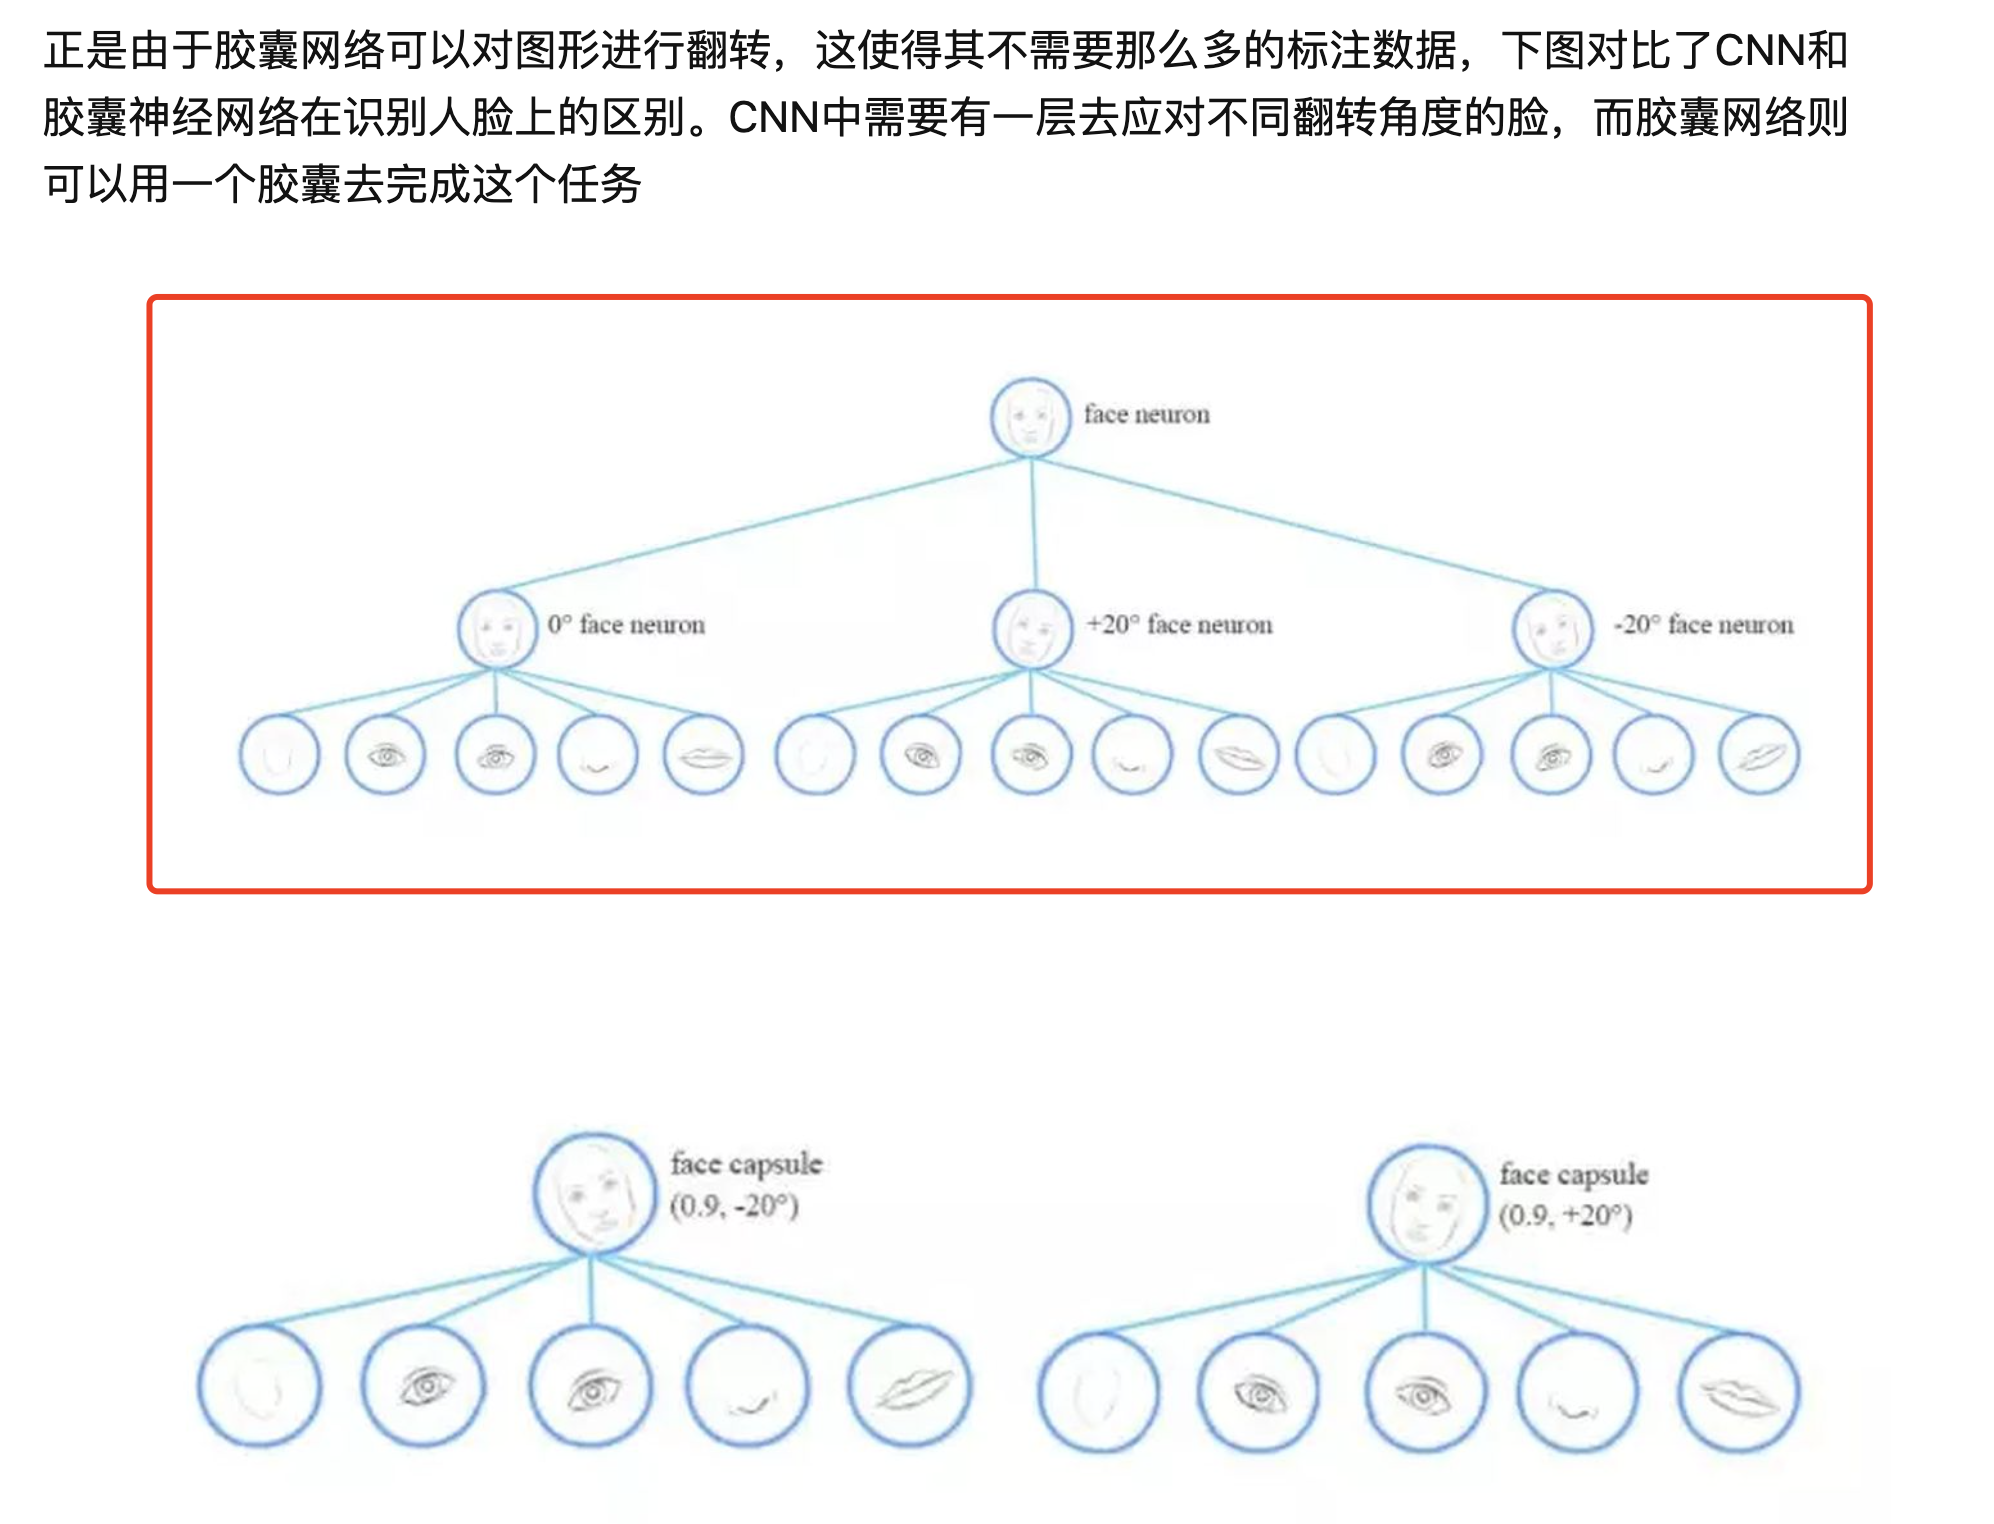 正是由于胶囊网络可以对图形进行翻转，这使得其不需要那么多的标注数据，下图对比了CNN和
胶囊神经网络在识别人脸上的区别。CNN中需要有一层去应对不同翻转角度的脸，而胶囊网络则
可以用一个胶囊去完成这个任务
face neuron
0° face neuron
+20° face neuron
-20° face neuron
face capsule
(0.9, -20°)
face capsule
(0.9, +20°)